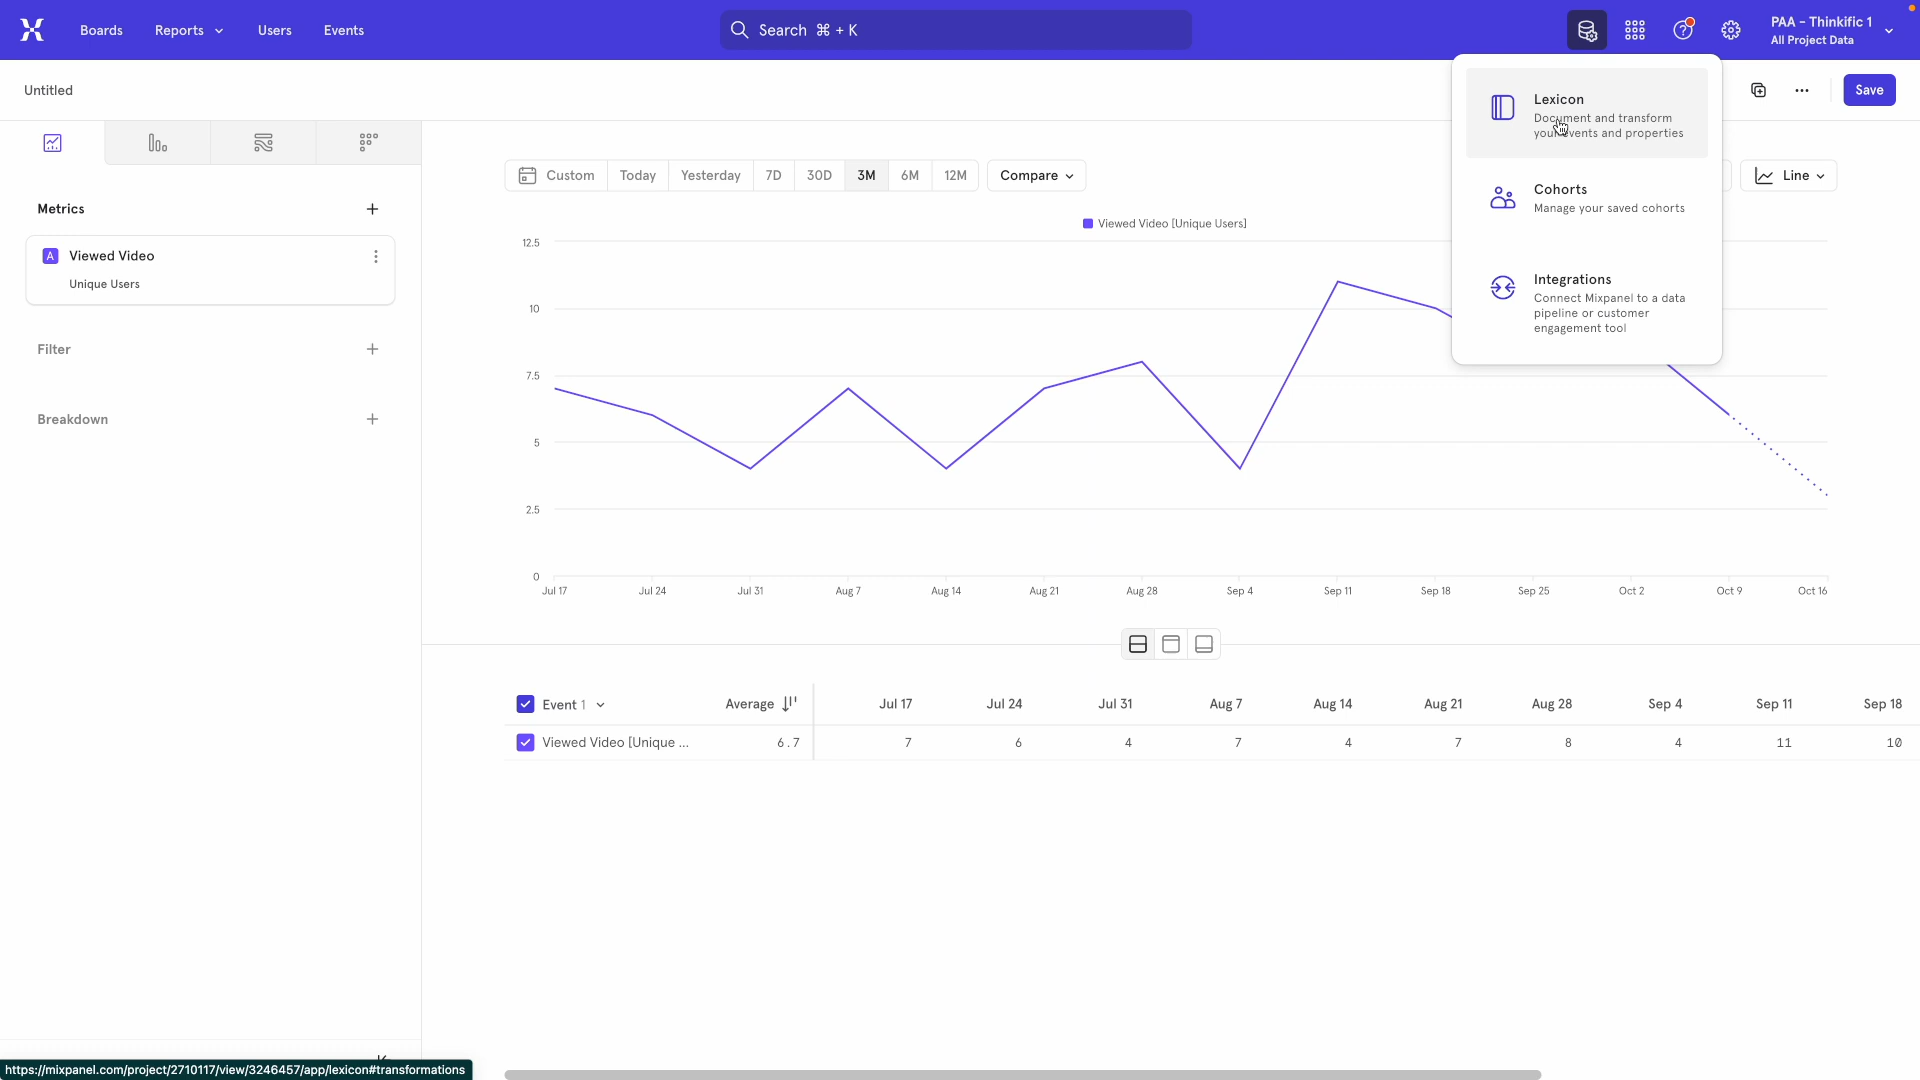 Boards
Reports
Users
Events
Search ⌘ + K
PAA - Thinkific 1
All Project Data
Untitled
Save
Lexicon
Document and transform
your events and properties
Cohorts
Manage your saved cohorts
Integrations
Connect Mixpanel to a data
pipeline or customer
engagement tool
Metrics
A Viewed Video
Unique Users
Filter
Breakdown
Custom
Today
Yesterday
7D
30D
3M
6M
12M
Compare
Line
Viewed Video [Unique Users]
12.5
10
7.5
5
2.5
0
Jul 17 Jul 24 Jul 31 Aug 7 Aug 14 Aug 21 Aug 28 Sep 4 Sep 11 Sep 18 Sep 25 Oct 2 Oct 9 Oct 16
Event 1 Average Jul 17 Jul 24 Jul 31 Aug 7 Aug 14 Aug 21 Aug 28 Sep 4 Sep 11 Sep 18
Viewed Video [Unique ... 6.7 7 6 4 7 4 7 8 4 11 10
https://mixpanel.com/project/2710117/view/3246457/app/lexicon#transformations